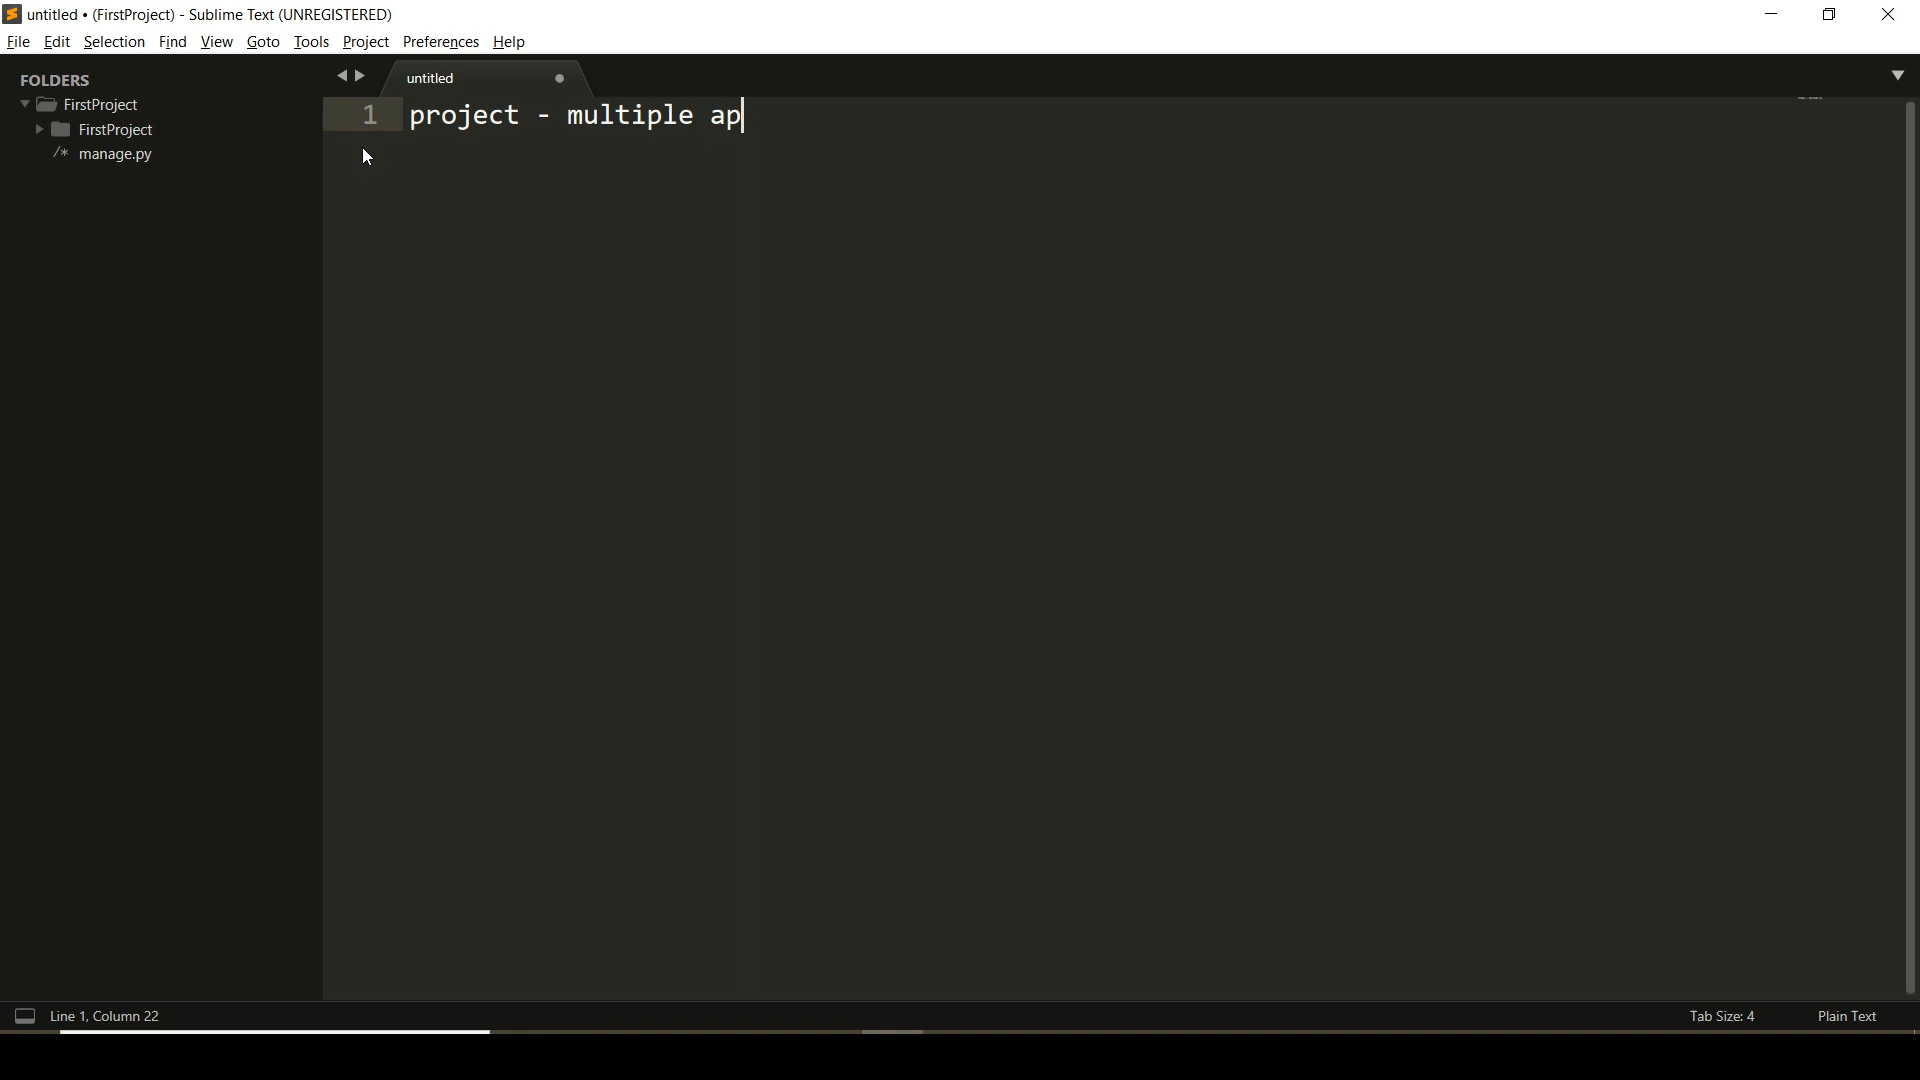 untitled • (FirstProject) - Sublime Text (UNREGISTERED)
File Edit Selection Find View Goto Tools Project Preferences Help
FOLDERS
FirstProject
FirstProject
/* manage.py
untitled
1 project - multiple ap
Line 1, Column 22
Tab Size: 4
Plain Text